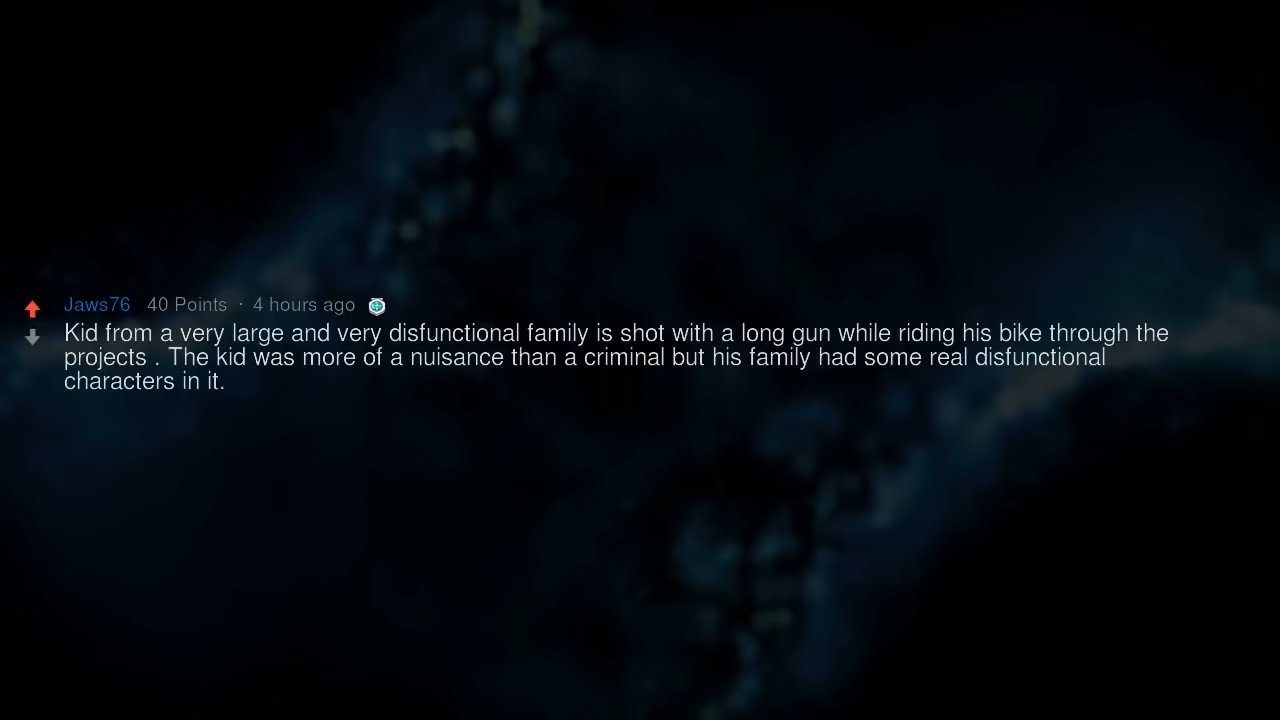 Jaws76 40 Points · 4 hours ago
Kid from a very large and very disfunctional family is shot with a long gun while riding his bike through the
projects . The kid was more of a nuisance than a criminal but his family had some real disfunctional
characters in it.